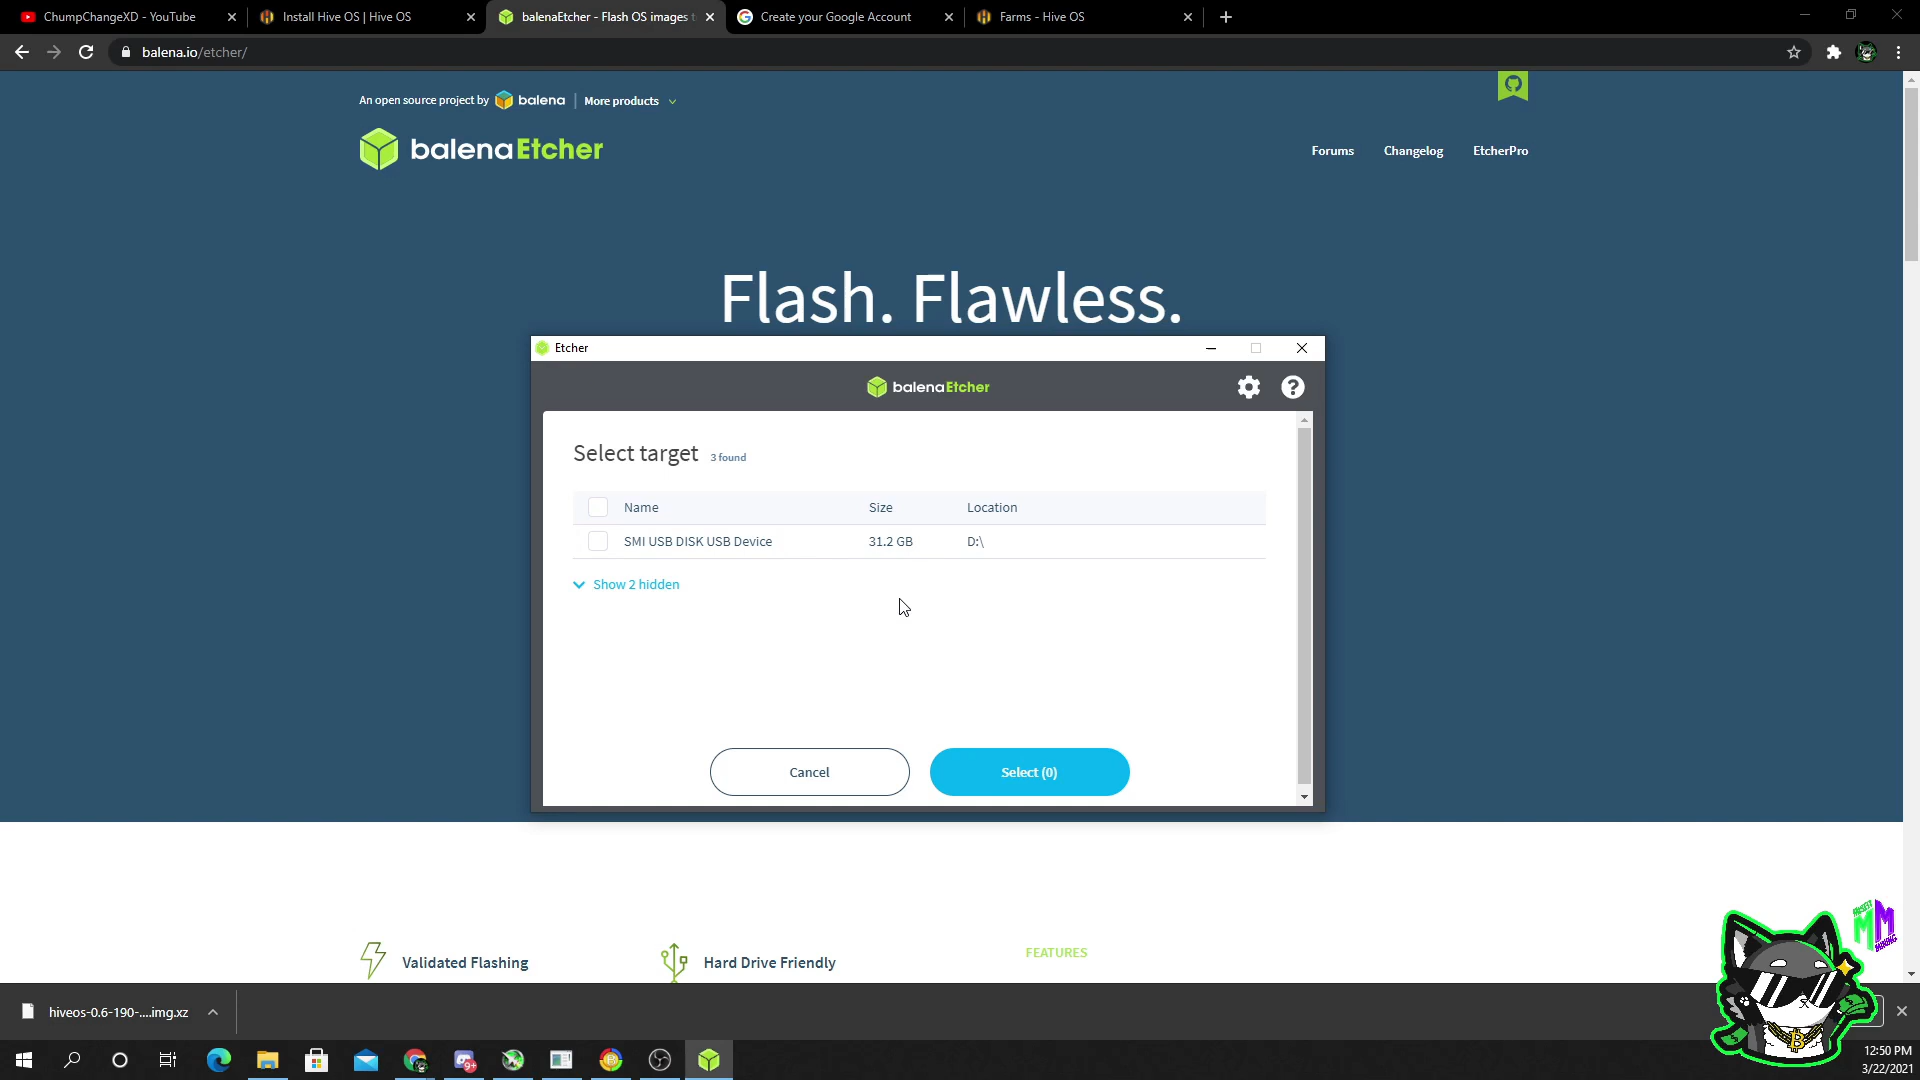 ChumpChangeXD - YouTube
Install Hive OS | Hive OS
balenaEtcher - Flash OS images t
Create your Google Account
Farms - Hive OS
balena.io/etcher/
An open source project by balena | More products
balenaEtcher
Forums
Changelog
EtcherPro
Flash. Flawless.
Etcher
balenaEtcher
Select target 3 found
Name Size Location
SMI USB DISK USB Device 31.2 GB D:\
Show 2 hidden
Cancel
Select (0)
Validated Flashing
Hard Drive Friendly
FEATURES
MM
MINING
hiveos-0.6-190-....img.xz
9+
12:50 PM
3/22/2021